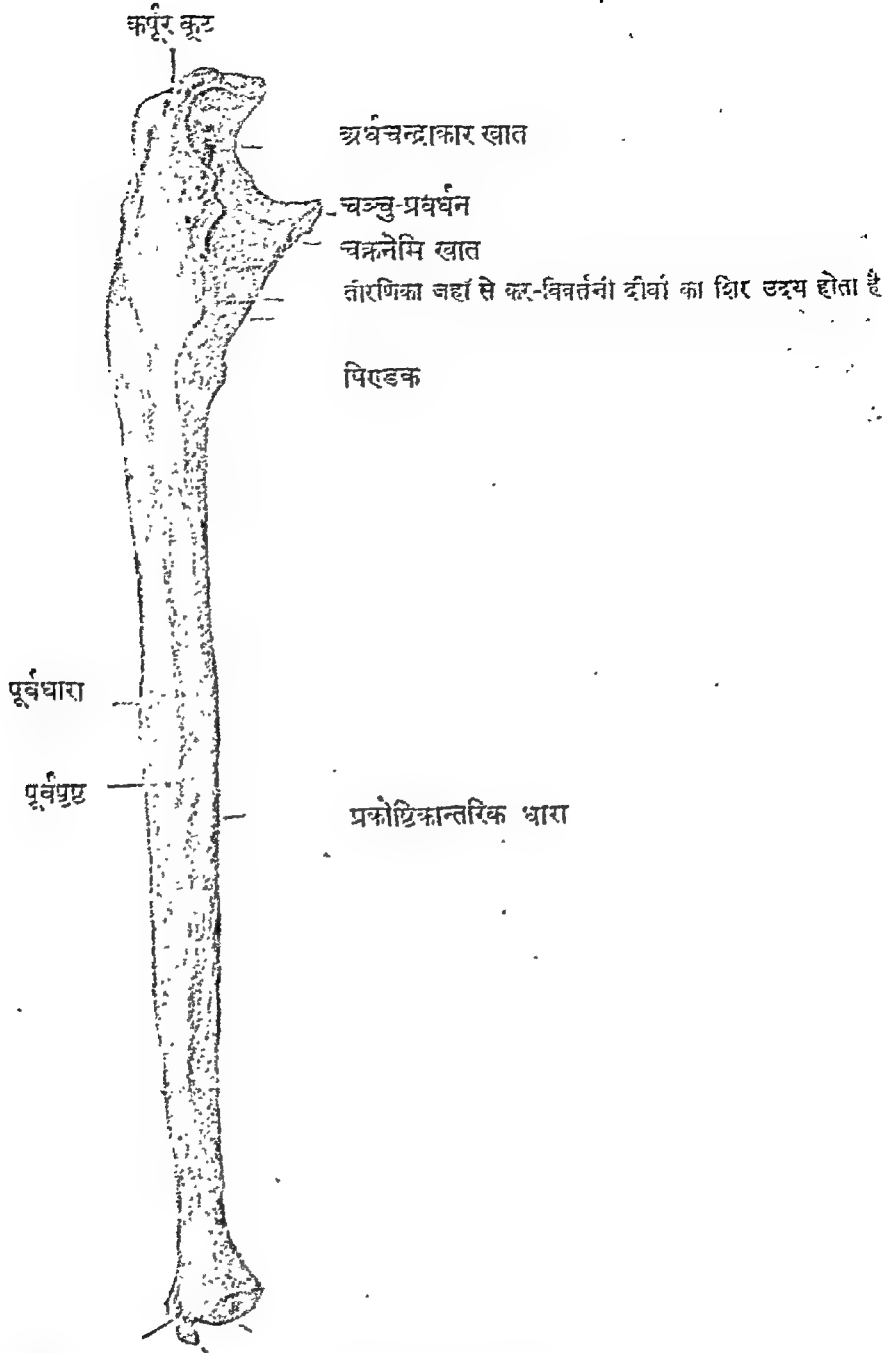 कर्पूर कूट
अर्धचन्द्राकार खात
चञ्चु-प्रवर्धन
चक्रनेमि खात
तोरणिका जहाँ से कर-विवर्तनी दीर्घा का शिर उदय होता है
पिण्डक
पूर्वधारा
पूर्वपृष्ठ
प्रकोष्ठिकान्तरिक धारा